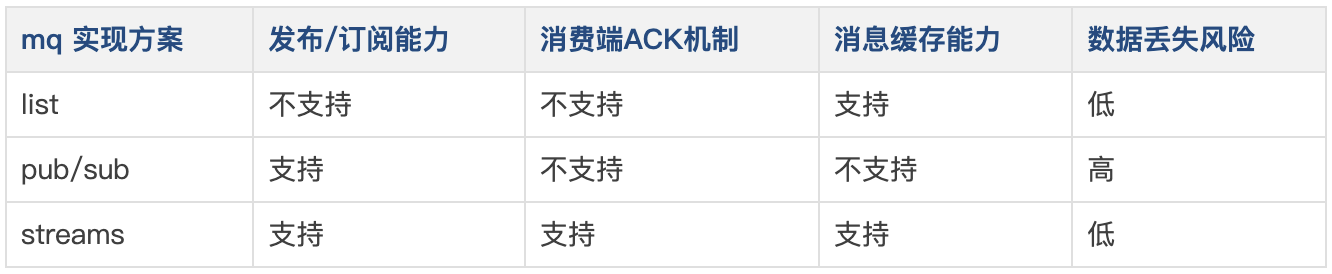 mq 实现方案 发布/订阅能力 消费端ACK机制 消息缓存能力 数据丢失风险
list 不支持 不支持 支持 低
pub/sub 支持 不支持 不支持 高
streams 支持 支持 支持 低